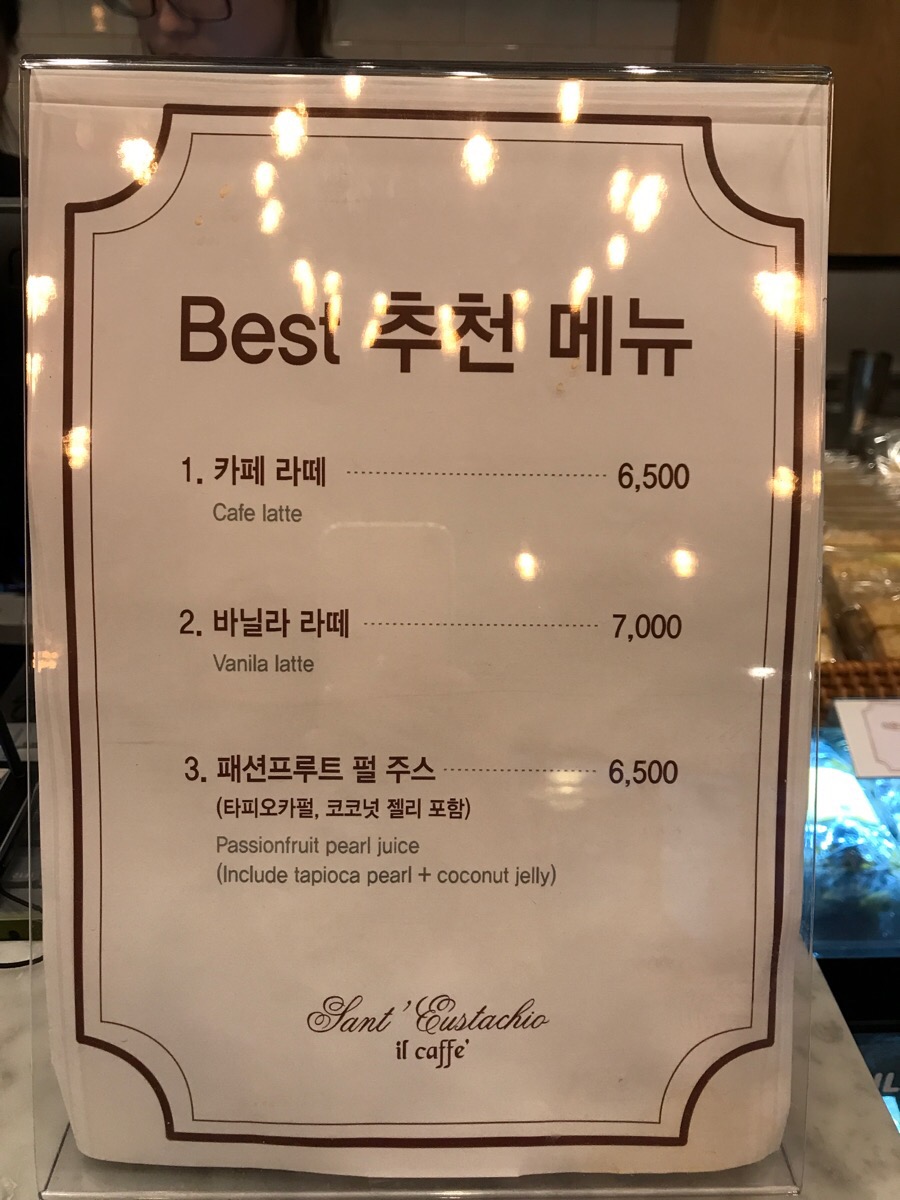 Best 추천 메뉴
1. 카페 라떼 6,500
Cafe latte
2. 바닐라 라떼 7,000
Vanila latte
3. 패션프루트 펄 주스 6,500
(타피오카펄, 코코넛 젤리 포함)
Passionfruit pearl juice
(Include tapioca pearl + coconut jelly)
Sant' Eustachio
il caffe'